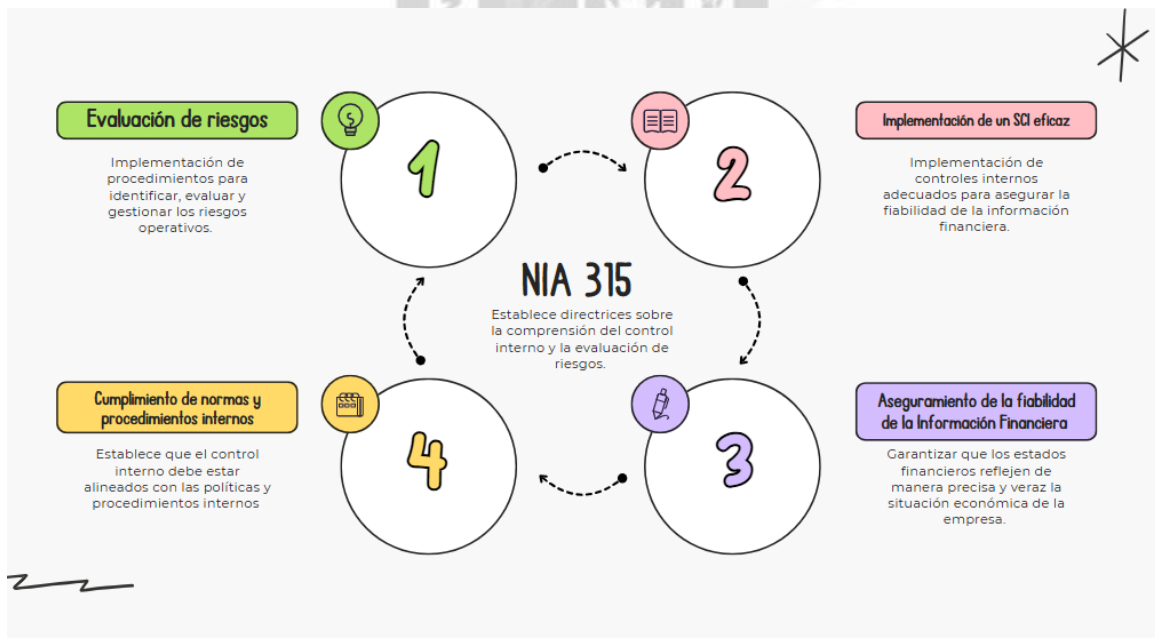 Evaluación de riesgos
Implementación de
procedimientos para
identificar, evaluar y
gestionar los riesgos
operativos.
1
2
Implementación de un SCI eficaz
Implementación de
controles internos
adecuados para asegurar la
fiabilidad de la información
financiera.
NIA 315
Establece directrices sobre
la comprensión del control
interno y la evaluación de
riesgos.
Cumplimiento de normas y
procedimientos internos
Establece que el control
interno debe estar
alineados con las políticas y
procedimientos internos
4
3
Aseguramiento de la fiabilidad
de la Información Financiera
Garantizar que los estados
financieros reflejen de
manera precisa y veraz la
situación económica de la
empresa.